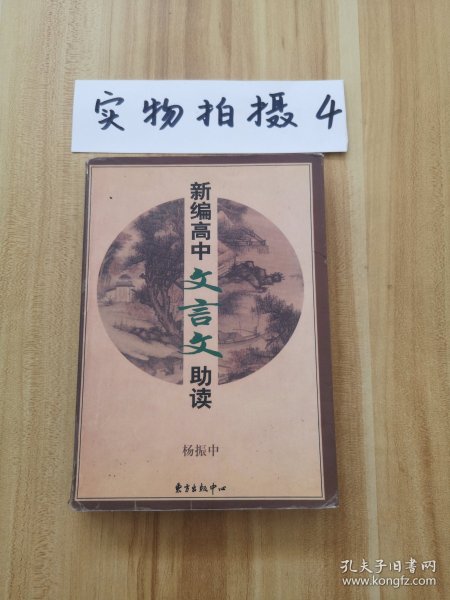 实物拍摄4
新编高中文言文助读
杨振中
东方出版中心
孔夫子旧书网
www.kongfz.com